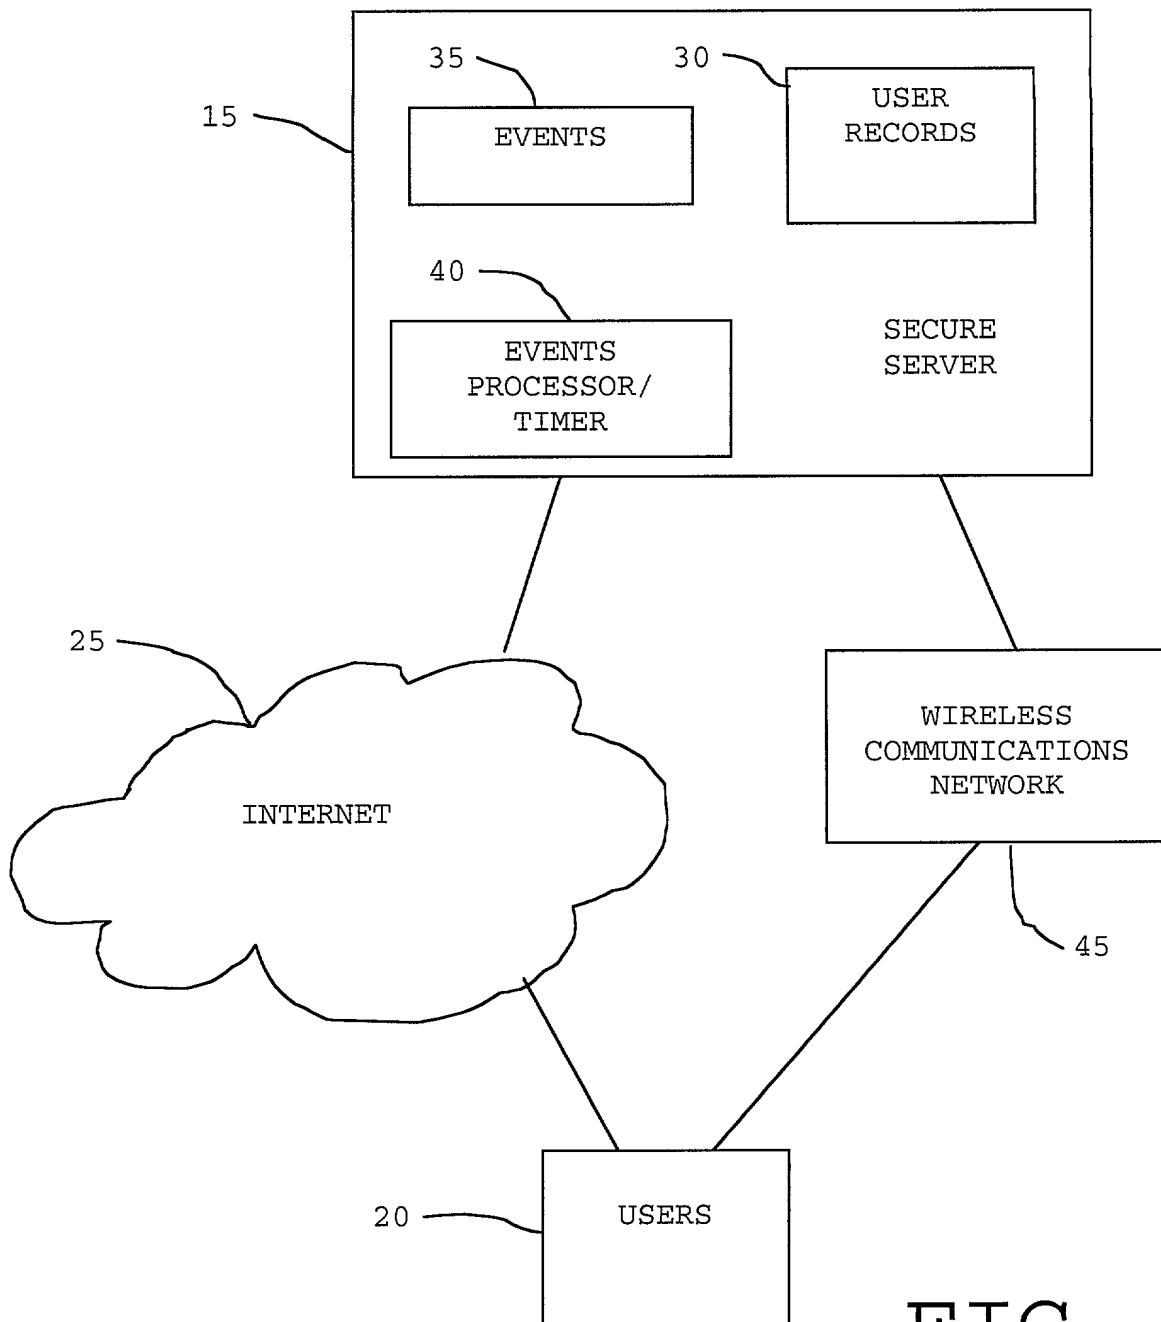 35
30
USER
RECORDS
15
EVENTS
40
SECURE
SERVER
EVENTS
PROCESSOR/
TIMER
25
WIRELESS
COMMUNICATIONS
NETWORK
INTERNET
45
20
USERS